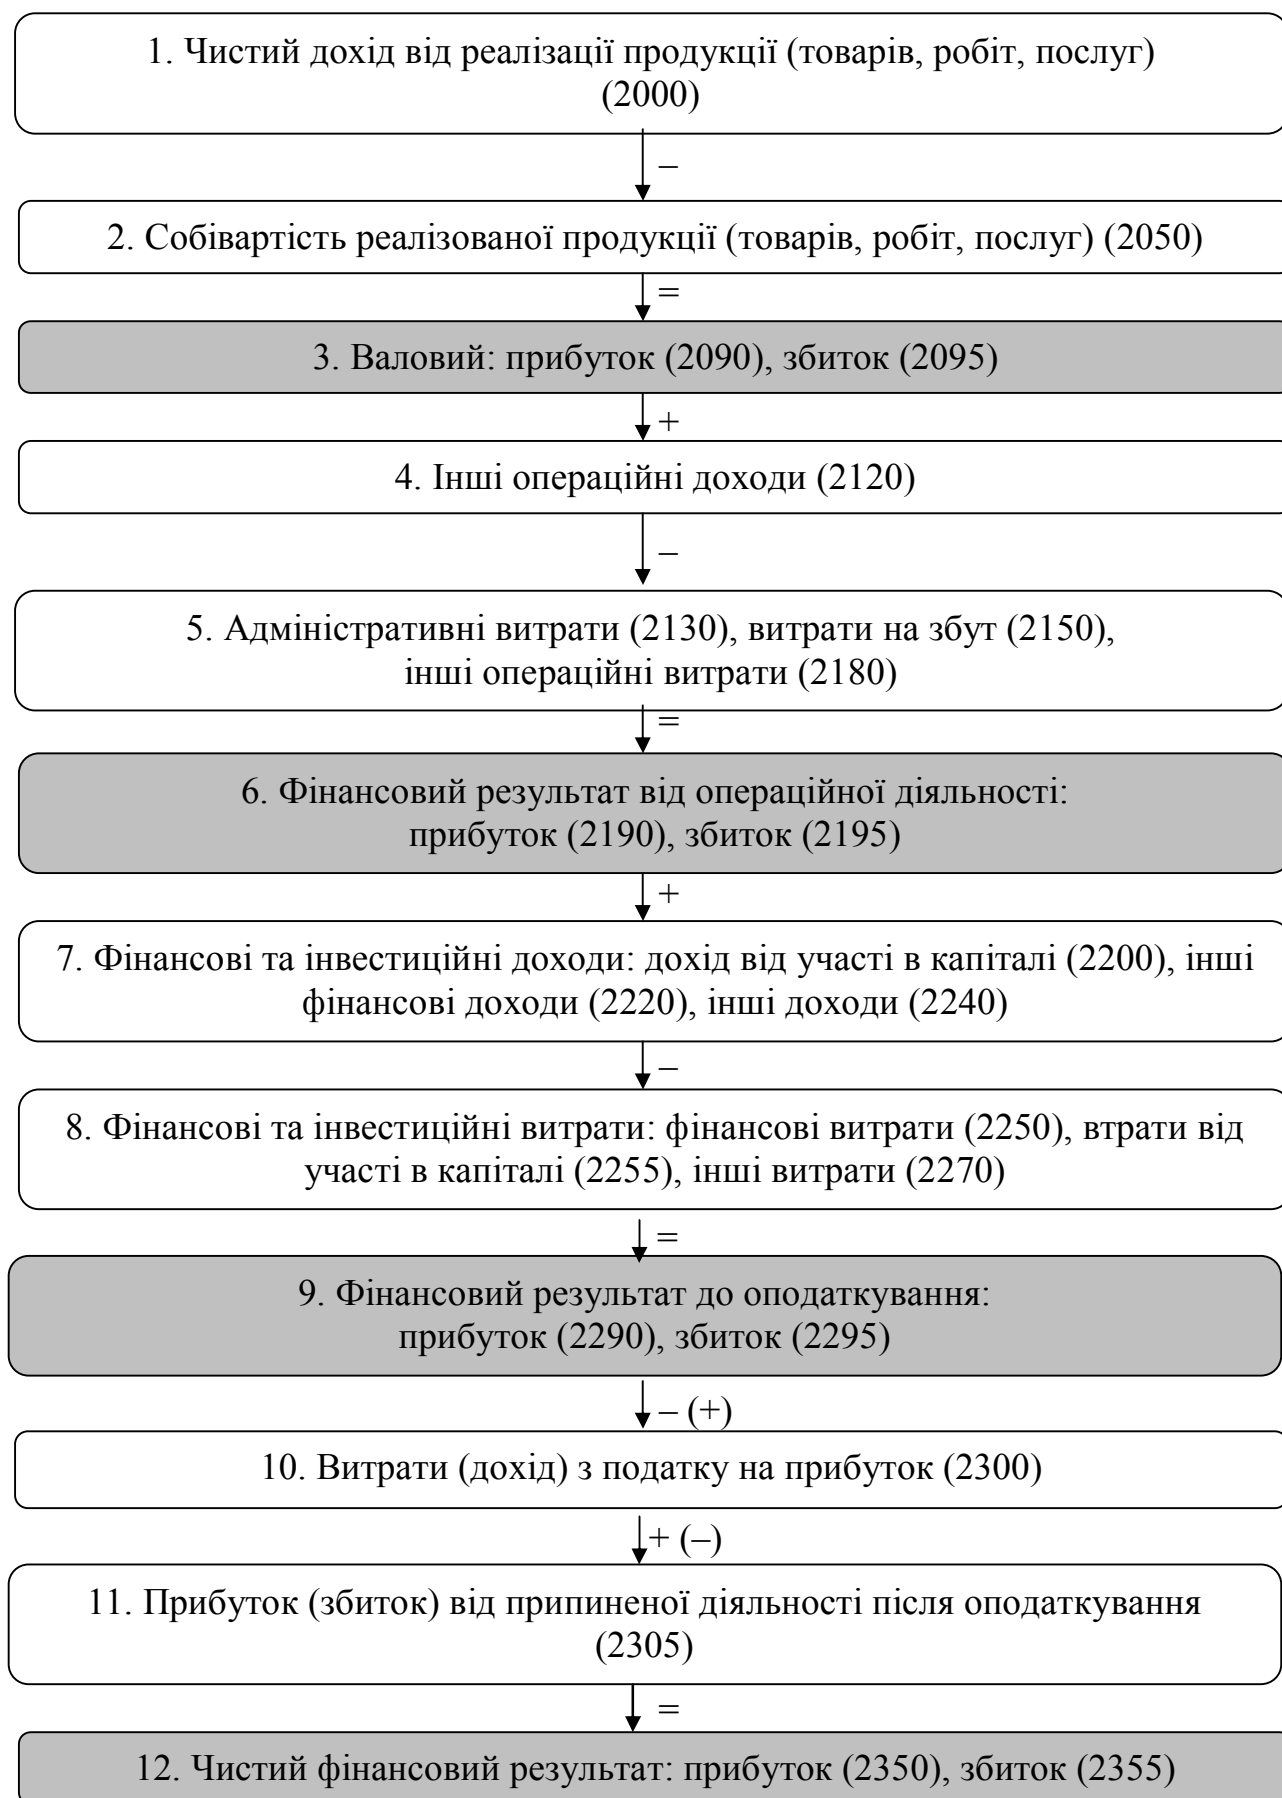 1. Чистий дохід від реалізації продукції (товарів, робіт, послуг)
(2000)
–
2. Собівартість реалізованої продукції (товарів, робіт, послуг) (2050)
=
3. Валовий: прибуток (2090), збиток (2095)
+
4. Інші операційні доходи (2120)
–
5. Адміністративні витрати (2130), витрати на збут (2150),
інші операційні витрати (2180)
=
6. Фінансовий результат від операційної діяльності:
прибуток (2190), збиток (2195)
+
7. Фінансові та інвестиційні доходи: дохід від участі в капіталі (2200), інші
фінансові доходи (2220), інші доходи (2240)
–
8. Фінансові та інвестиційні витрати: фінансові витрати (2250), втрати від
участі в капіталі (2255), інші витрати (2270)
=
9. Фінансовий результат до оподаткування:
прибуток (2290), збиток (2295)
– (+)
10. Витрати (дохід) з податку на прибуток (2300)
+ (–)
11. Прибуток (збиток) від припиненої діяльності після оподаткування
(2305)
=
12. Чистий фінансовий результат: прибуток (2350), збиток (2355)